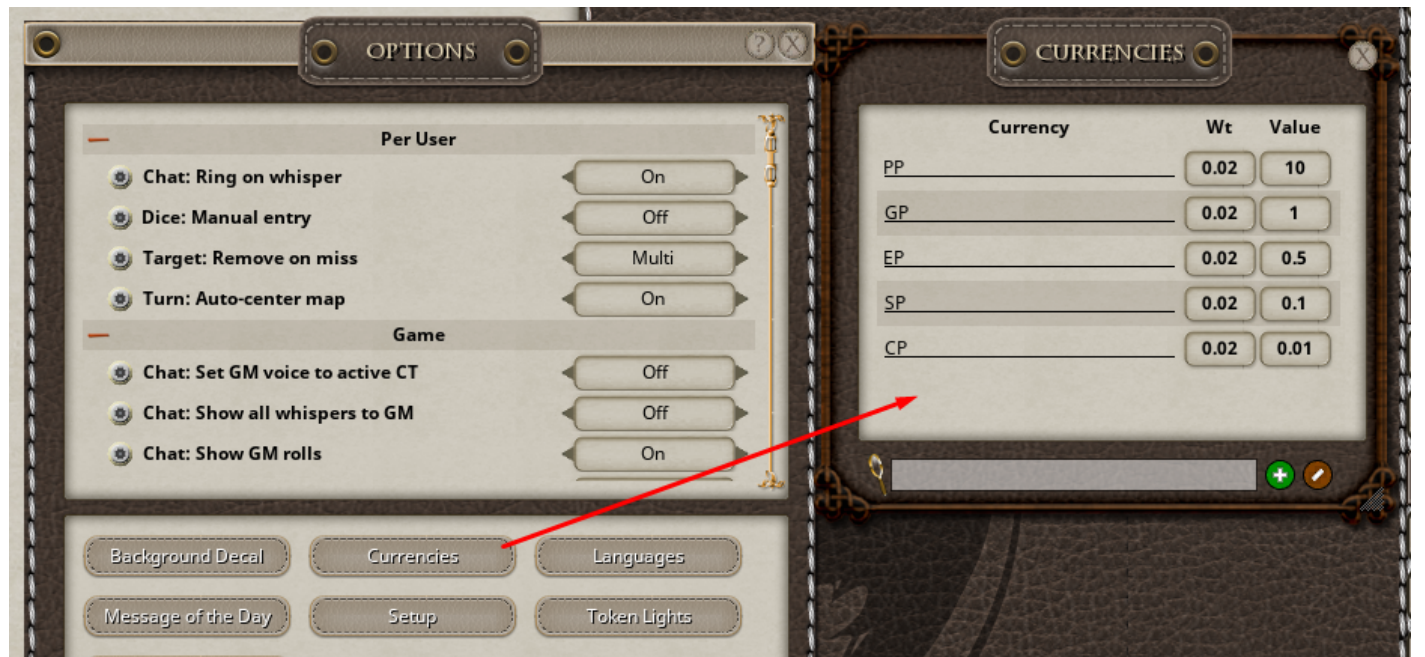 OPTIONS
?
X
Per User
Chat: Ring on whisper
On
Dice: Manual entry
Off
Target: Remove on miss
Multi
Turn: Auto-center map
On
Game
Chat: Set GM voice to active CT
Off
Chat: Show all whispers to GM
Off
Chat: Show GM rolls
On
Background Decal
Currencies
Languages
Message of the Day
Setup
Token Lights
CURRENCIES
X
Currency Wt Value
PP 0.02 10
GP 0.02 1
EP 0.02 0.5
SP 0.02 0.1
CP 0.02 0.01